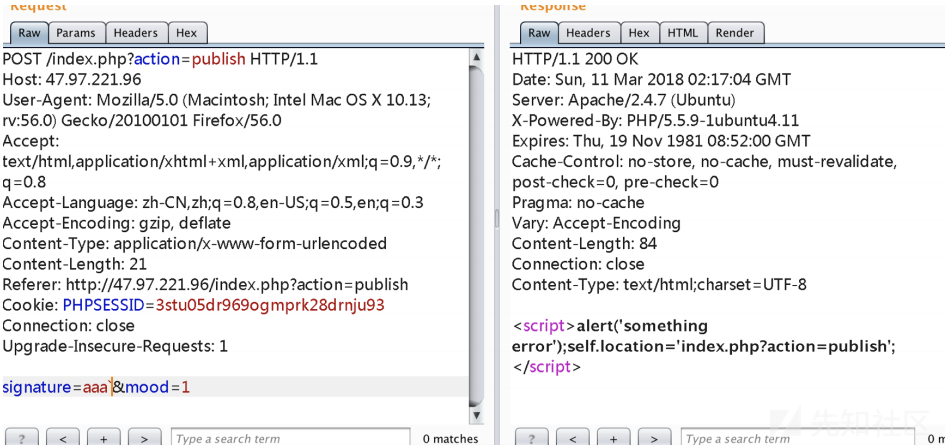 Request
Raw Params Headers Hex
POST /index.php?action=publish HTTP/1.1
Host: 47.97.221.96
User-Agent: Mozilla/5.0 (Macintosh; Intel Mac OS X 10.13;
rv:56.0) Gecko/20100101 Firefox/56.0
Accept:
text/html,application/xhtml+xml,application/xml;q=0.9,*/*;
q=0.8
Accept-Language: zh-CN,zh;q=0.8,en-US;q=0.5,en;q=0.3
Accept-Encoding: gzip, deflate
Content-Type: application/x-www-form-urlencoded
Content-Length: 21
Referer: http://47.97.221.96/index.php?action=publish
Cookie: PHPSESSID=3stu05dr969ogmprk28drnju93
Connection: close
Upgrade-Insecure-Requests: 1
signature=aaa`&mood=1
? < + > Type a search term 0 matches
Response
Raw Headers Hex HTML Render
HTTP/1.1 200 OK
Date: Sun, 11 Mar 2018 02:17:04 GMT
Server: Apache/2.4.7 (Ubuntu)
X-Powered-By: PHP/5.5.9-1ubuntu4.11
Expires: Thu, 19 Nov 1981 08:52:00 GMT
Cache-Control: no-store, no-cache, must-revalidate,
post-check=0, pre-check=0
Pragma: no-cache
Vary: Accept-Encoding
Content-Length: 84
Connection: close
Content-Type: text/html;charset=UTF-8
<script>alert('something
error');self.location='index.php?action=publish';
</script>
先知社区
? < + > Type a search term 0 m